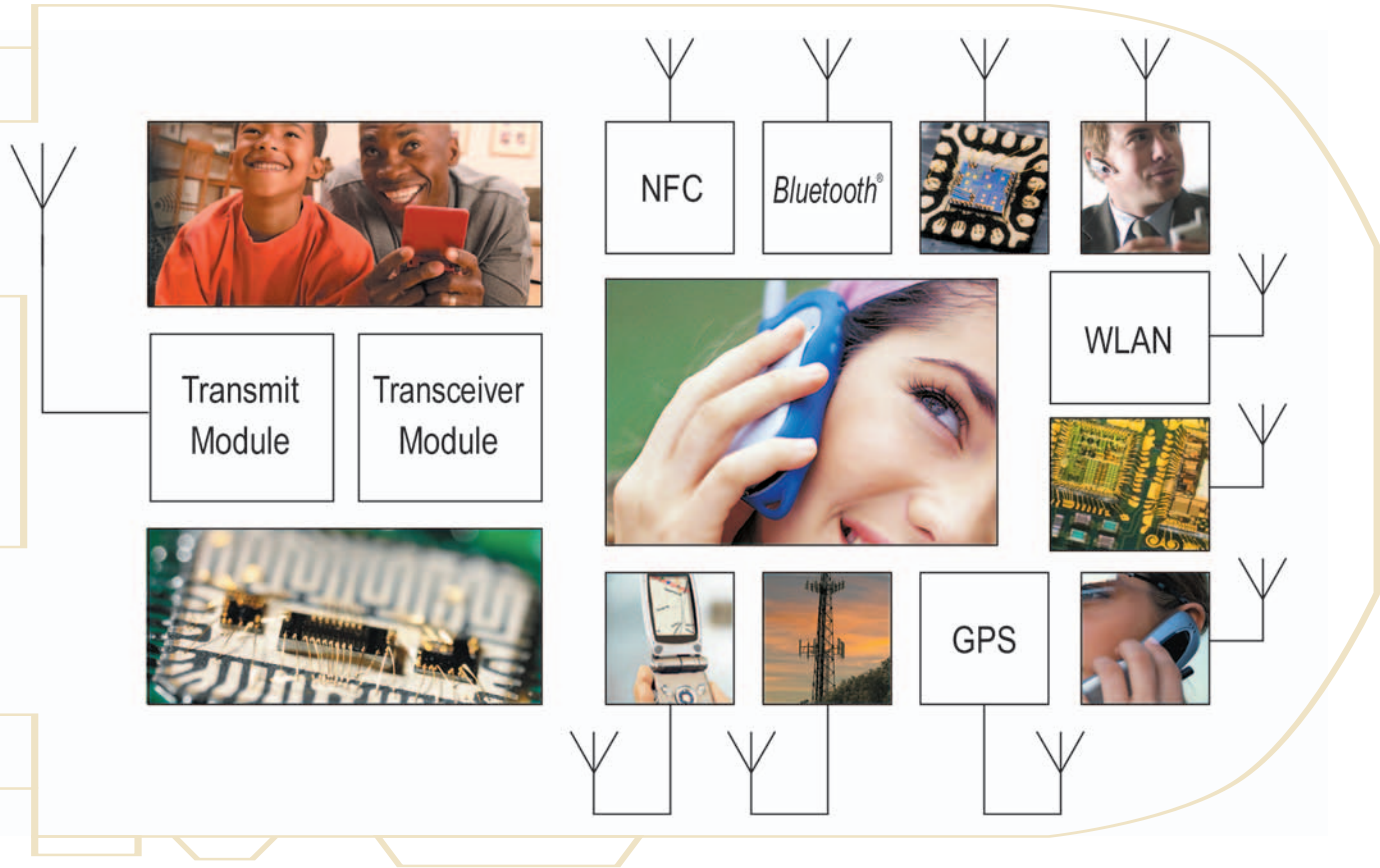 NFC
Bluetooth®
WLAN
Transmit
Module
Transceiver
Module
GPS